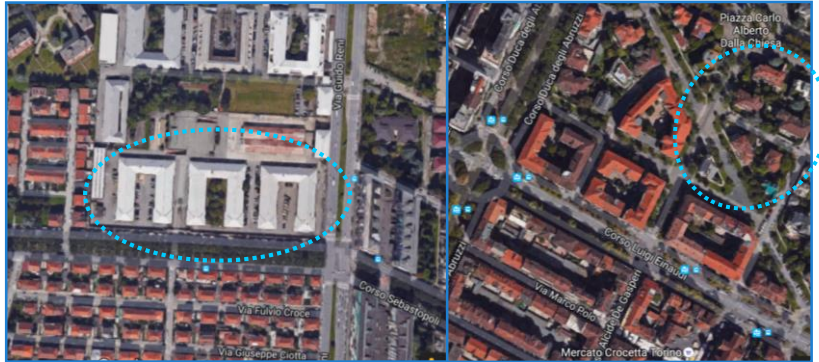 Via Guido Reni
Corso Sebastopoli
Via Fulvio Croce
Via Giuseppe Ciotta
Piazza Carlo
Alberto
Dalla Chiesa
Corso Duca degli Abruzzi
Corso Luigi Einaudi
Via Marco Polo
Alcide De Gasperi
Abruzzi
Mercato Crocetta Torino